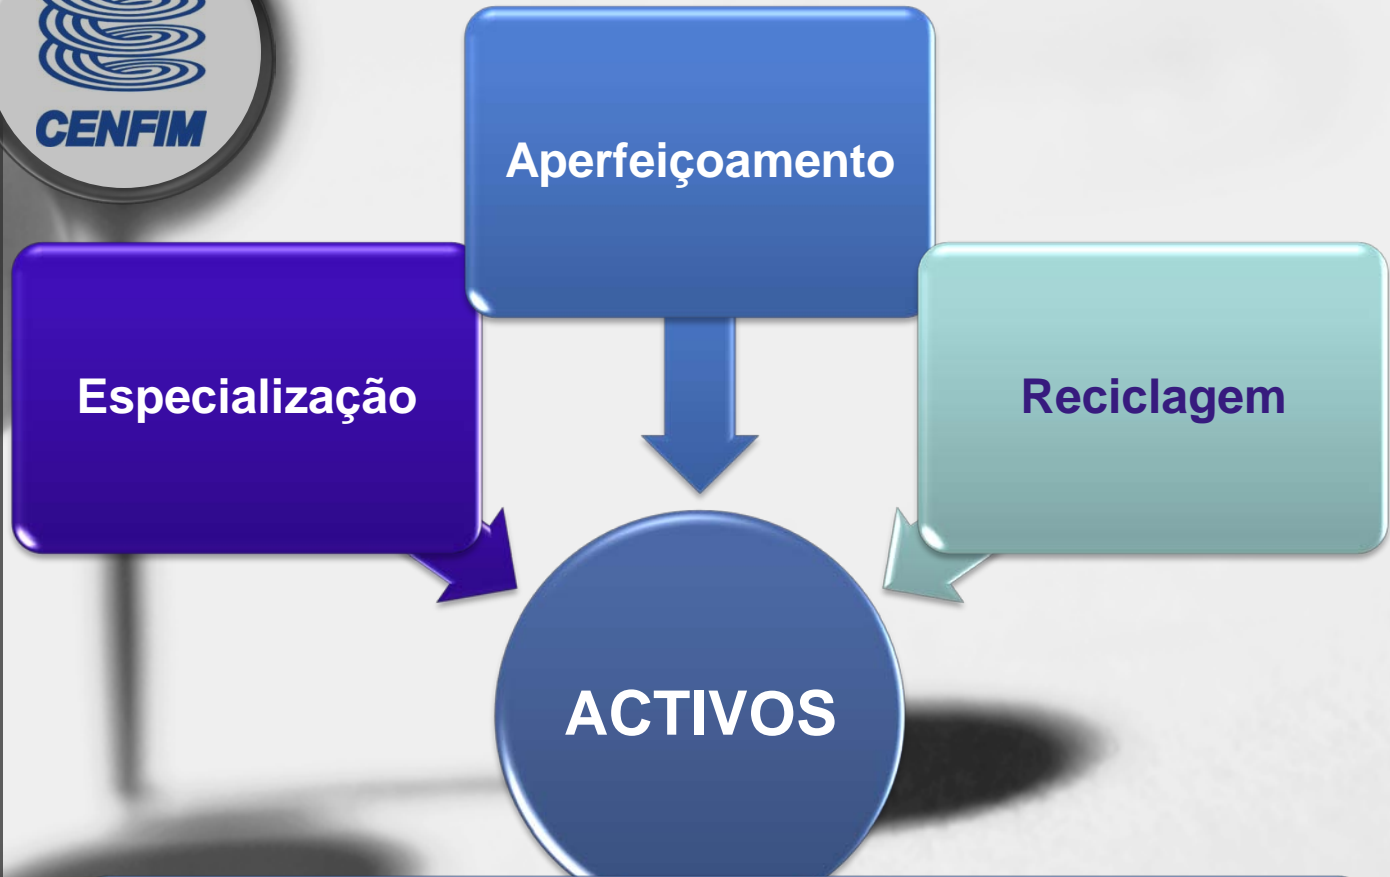 CENFIM
Aperfeiçoamento
Especialização
Reciclagem
ACTIVOS